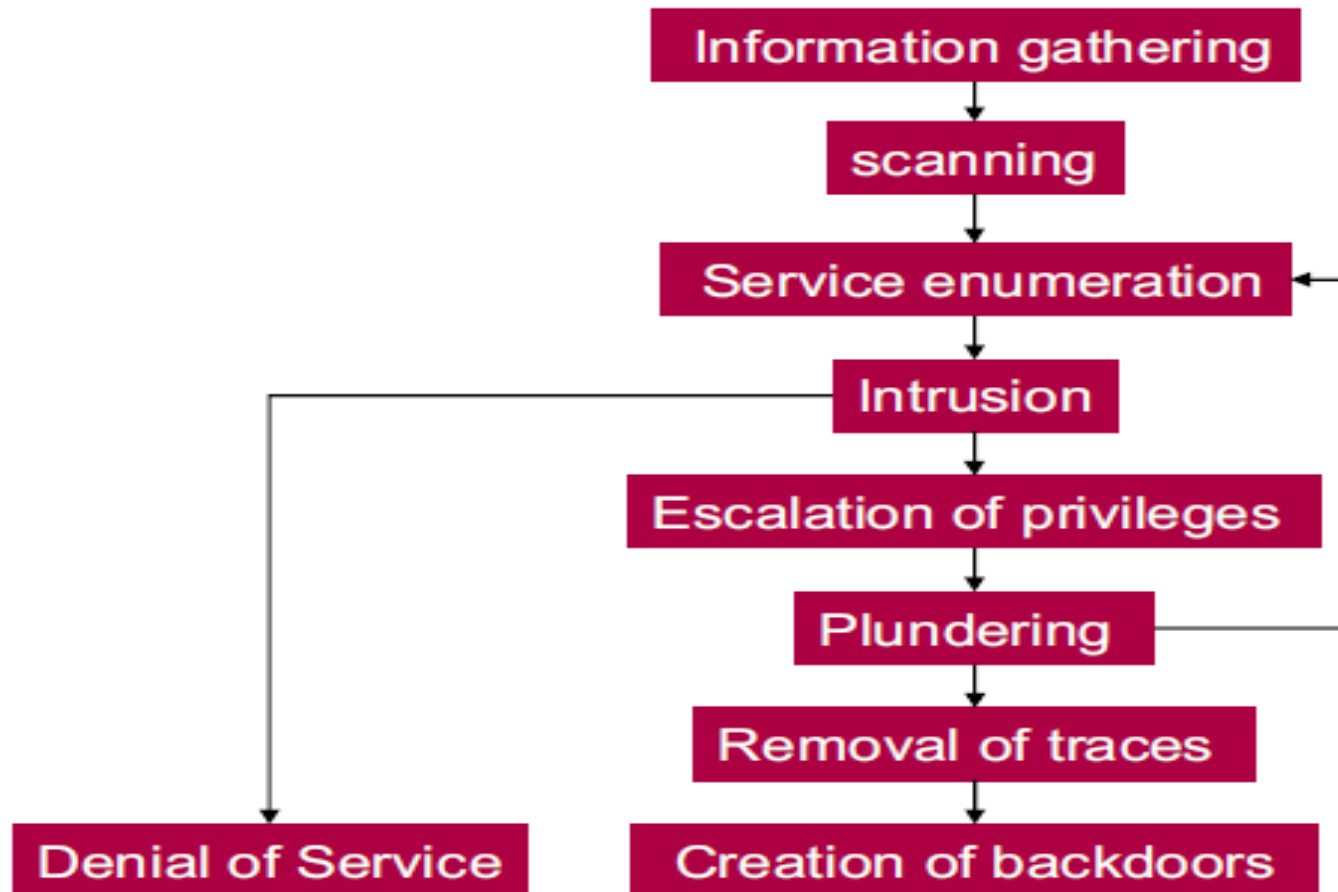 Information gathering
scanning
Service enumeration
Intrusion
Escalation of privileges
Plundering
Removal of traces
Denial of Service
Creation of backdoors